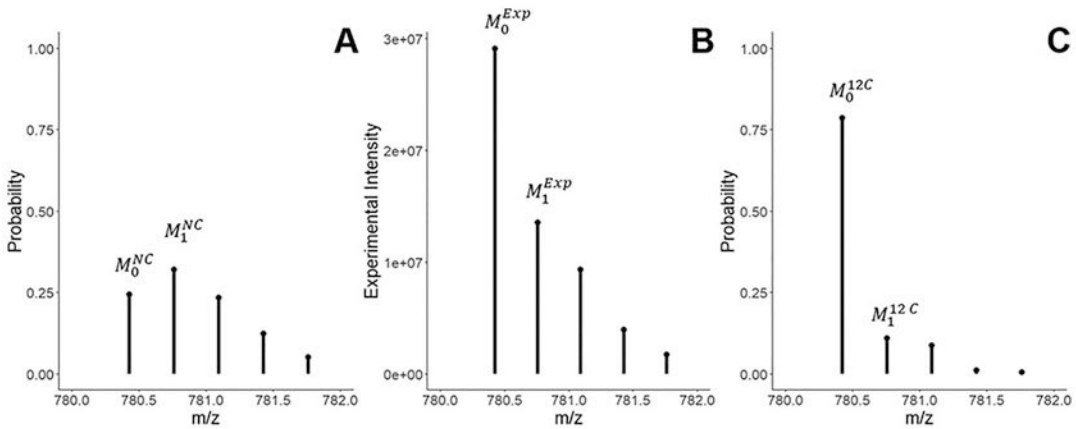 A
1.00
0.75
0.50
0.25
0.00
Probability
M_0^{NC}
M_1^{NC}
780.0 780.5 781.0 781.5 782.0
m/z
B
3e+07
2e+07
1e+07
0e+00
Experimental Intensity
M_0^{Exp}
M_1^{Exp}
780.0 780.5 781.0 781.5 782.0
m/z
C
1.00
0.75
0.50
0.25
0.00
Probability
M_0^{12C}
M_1^{12 C}
780.0 780.5 781.0 781.5 782.0
m/z